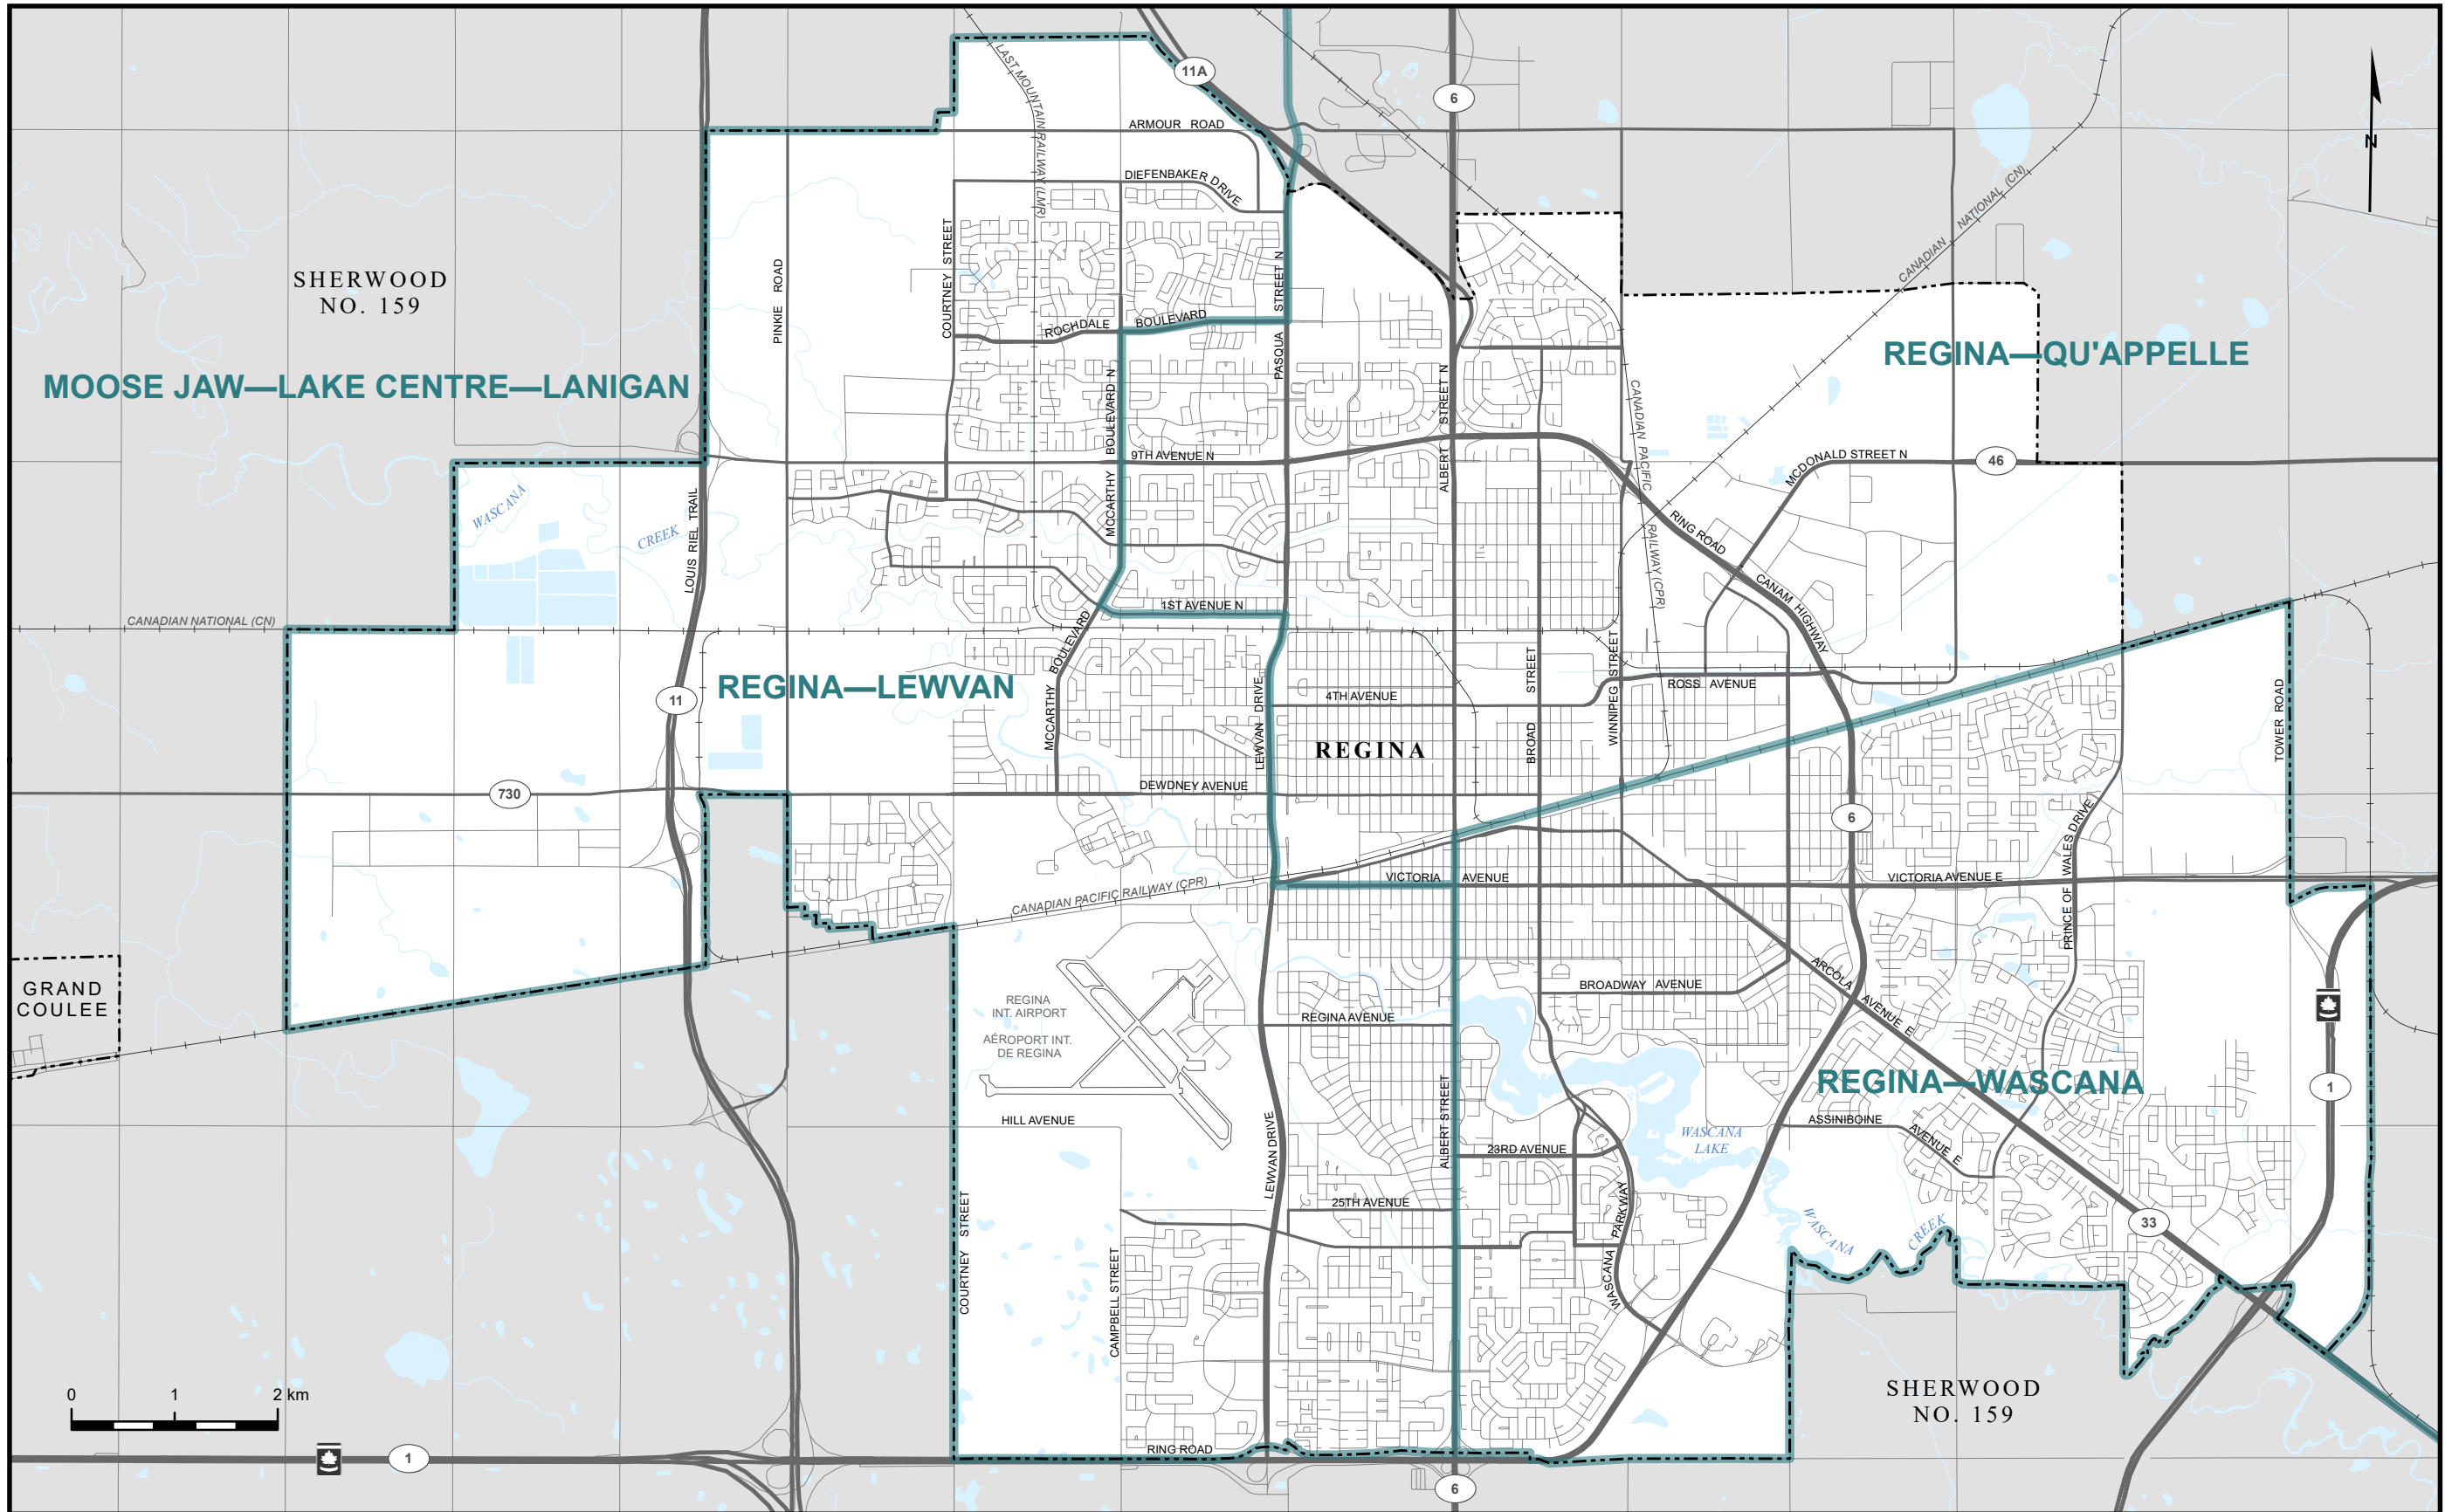 LAST MOUNTAIN RAILWAY (LMR)
11A
6
ARMOUR ROAD
N
DIEFENBAKER DRIVE
CANADIAN NATIONAL (CN)
SHERWOOD
NO. 159
PINKIE ROAD
COURTNEY STREET
STREET N
PASQUA
ROCHDALE BOULEVARD
REGINA—QU'APPELLE
MOOSE JAW—LAKE CENTRE—LANIGAN
MCCARTHY BOULEVARD N
ALBERT STREET N
CANADIAN PACIFIC RAILWAY (CPR)
9TH AVENUE N
MCDONALD STREET N
46
WASCANA CREEK
LOUIS RIEL TRAIL
RING ROAD
CANAM HIGHWAY
1ST AVENUE N
CANADIAN NATIONAL (CN)
MCCARTHY BOULEVARD
REGINA—LEWVAN
11
LEWVAN DRIVE
4TH AVENUE
BROAD STREET
WINNIPEG STREET
ROSS AVENUE
TOWER ROAD
REGINA
730
DEWDNEY AVENUE
6
PRINCE OF WALES DRIVE
CANADIAN PACIFIC RAILWAY (CPR)
VICTORIA AVENUE
VICTORIA AVENUE E
GRAND
COULEE
REGINA
INT. AIRPORT
AÉROPORT INT.
DE REGINA
REGINA AVENUE
BROADWAY AVENUE
ARCOLA AVENUE E
REGINA—WASCANA
1
HILL AVENUE
LEWVAN DRIVE
ALBERT STREET
23RD AVENUE
WASCANA
LAKE
ASSINIBOINE AVENUE E
25TH AVENUE
WASCANA PARKWAY
WASCANA CREEK
33
COURTNEY STREET
CAMPBELL STREET
0 1 2 km
SHERWOOD
NO. 159
RING ROAD
1
6